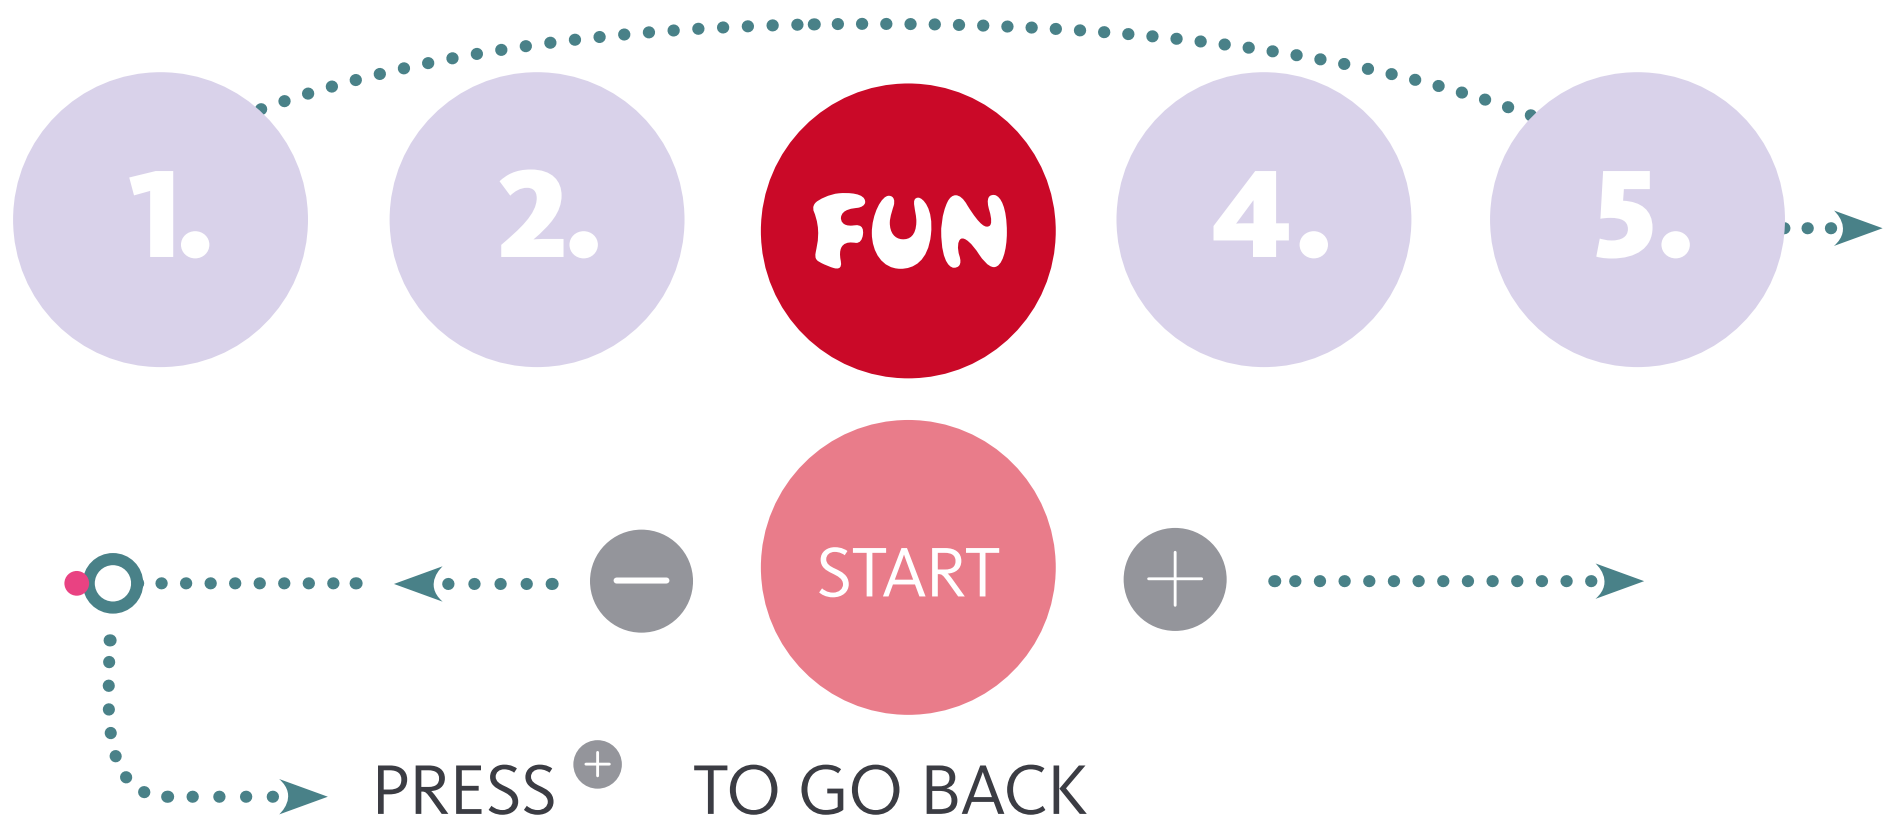 1. 2. FUN 4. 5.
− START +
PRESS + TO GO BACK